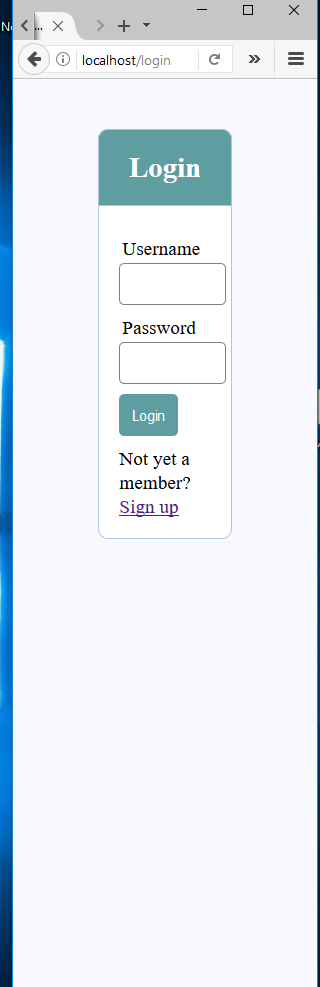 ...
localhost/login
Login
Username
Password
Login
Not yet a
member?
Sign up